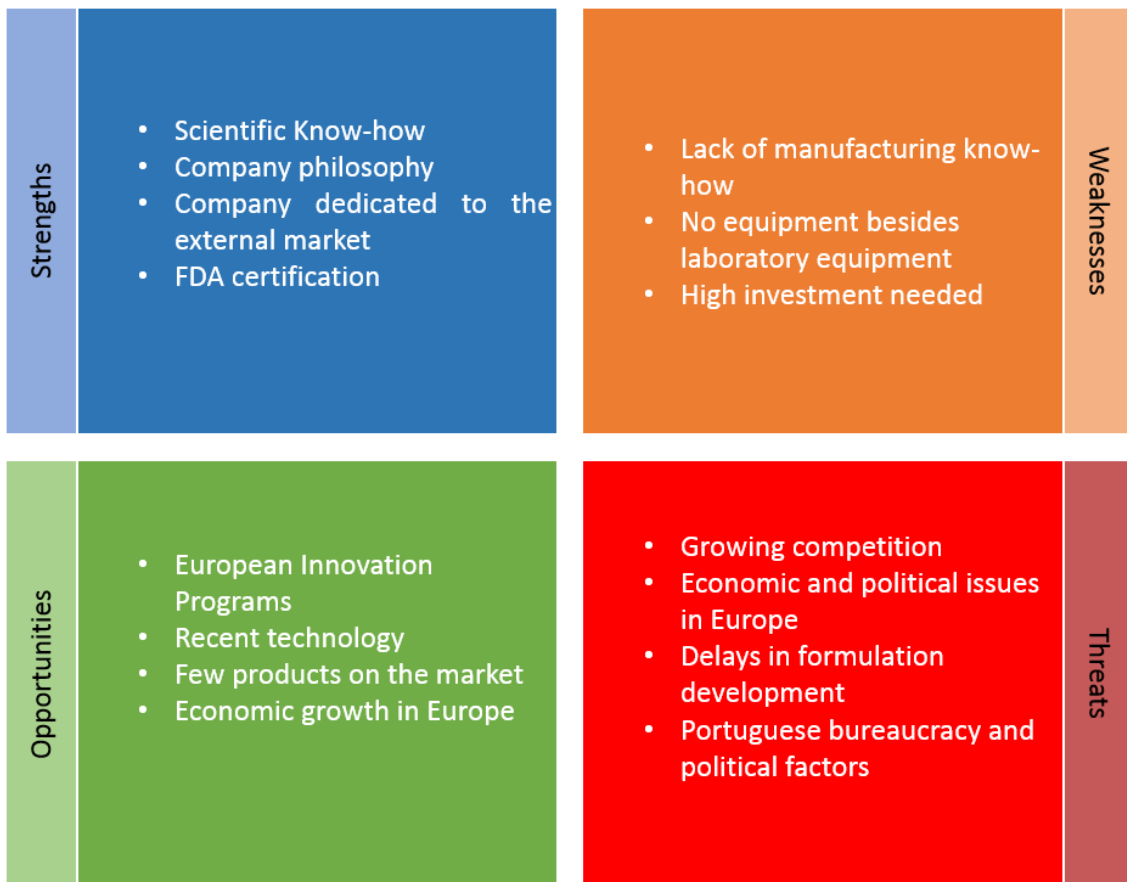 Strengths
• Scientific Know-how
• Company philosophy
• Company dedicated to the
external market
• FDA certification
Weaknesses
• Lack of manufacturing know-
how
• No equipment besides
laboratory equipment
• High investment needed
Opportunities
• European Innovation
Programs
• Recent technology
• Few products on the market
• Economic growth in Europe
Threats
• Growing competition
• Economic and political issues
in Europe
• Delays in formulation
development
• Portuguese bureaucracy and
political factors